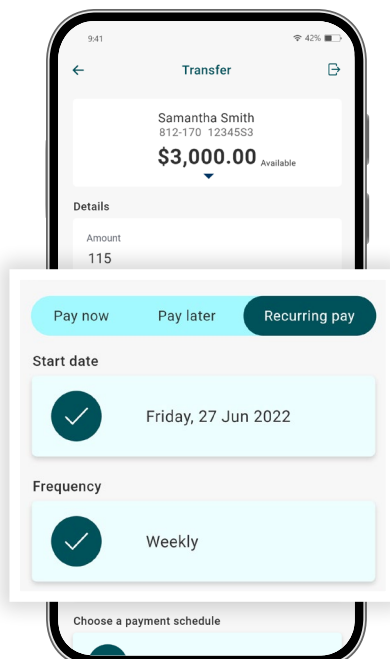 9:41
42%
Transfer
Samantha Smith
812-170 12345S3
$3,000.00 Available
Details
Amount
115
Pay now Pay later Recurring pay
Start date
Friday, 27 Jun 2022
Frequency
Weekly
Choose a payment schedule